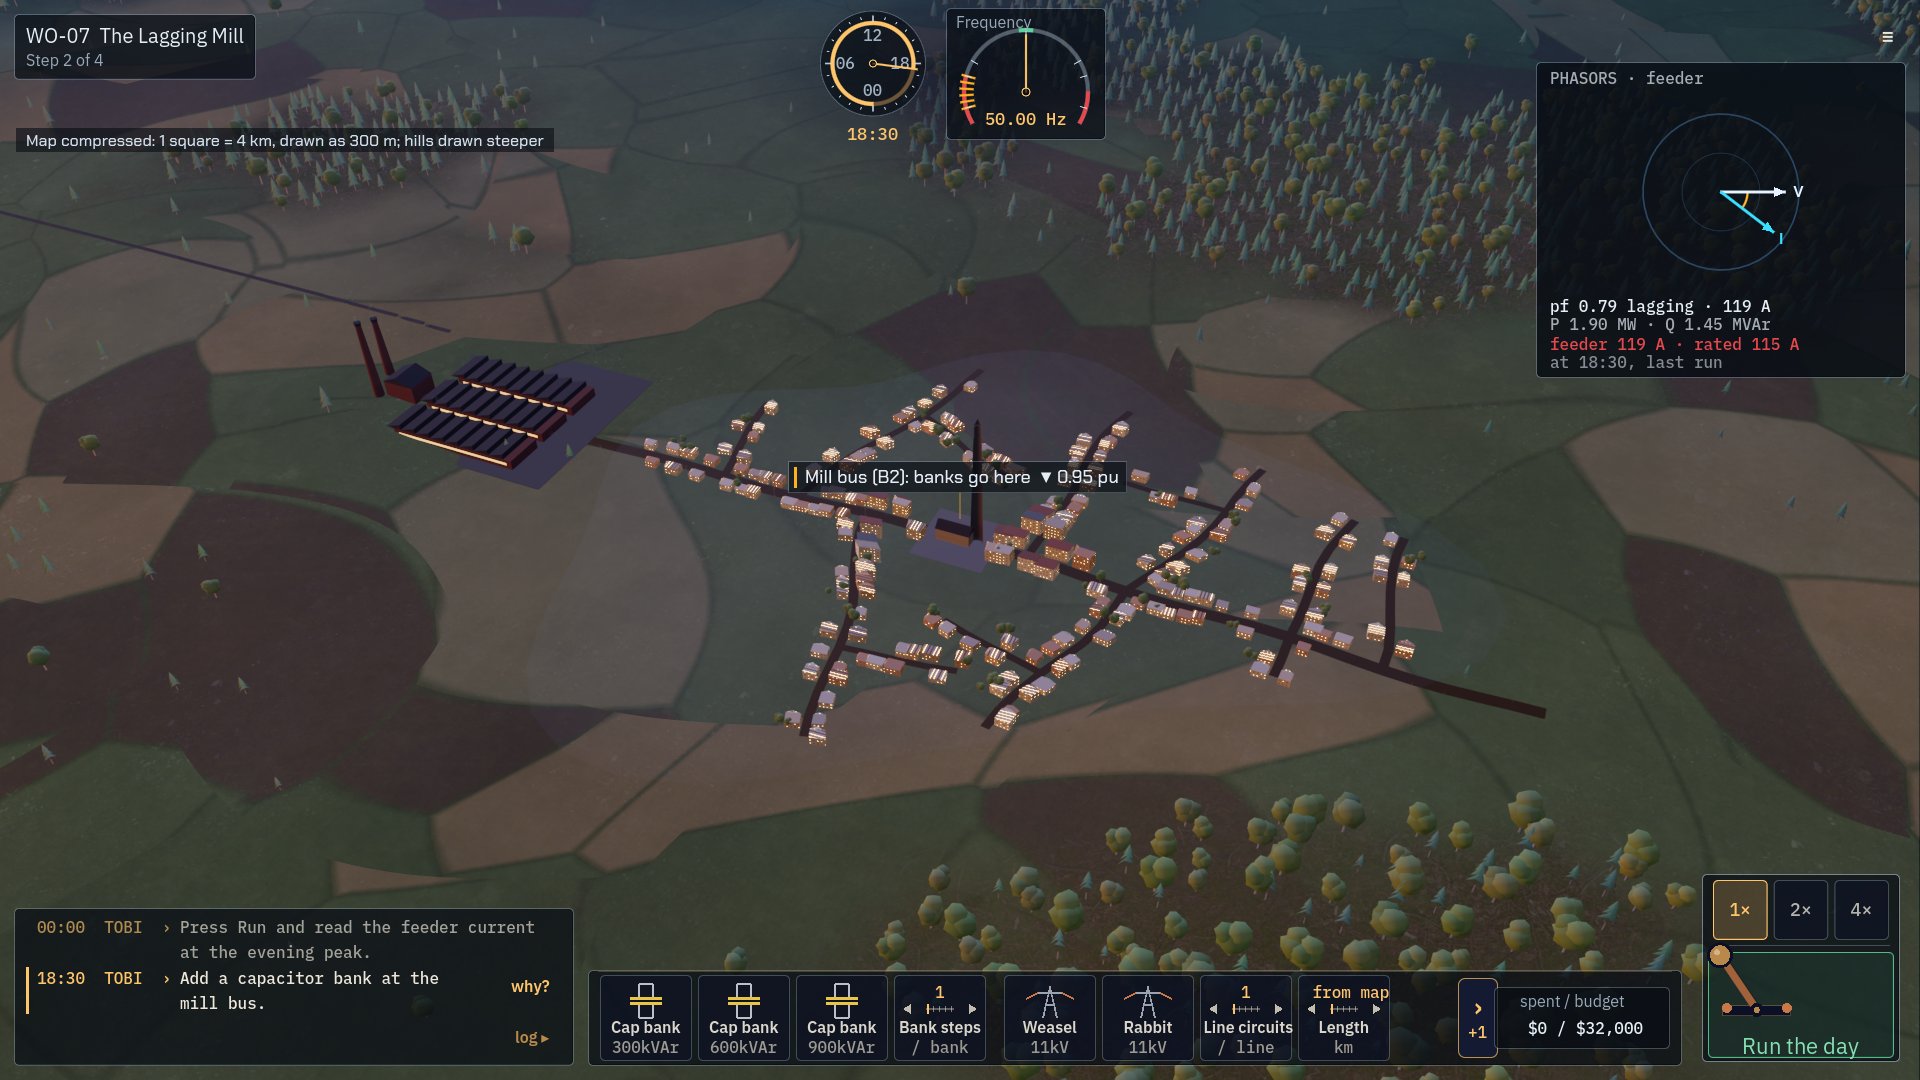 WO-07 The Lagging Mill
Step 2 of 4
Map compressed: 1 square = 4 km, drawn as 300 m; hills drawn steeper
12
06
18
00
18:30
Frequency
50.00 Hz
≡
PHASORS · feeder
V
I
pf 0.79 lagging · 119 A
P 1.90 MW · Q 1.45 MVAr
feeder 119 A · rated 115 A
at 18:30, last run
Mill bus (B2): banks go here ▼ 0.95 pu
00:00 TOBI › Press Run and read the feeder current
at the evening peak.
18:30 TOBI › Add a capacitor bank at the
mill bus.
why?
log ▸
Cap bank
300kVAr
Cap bank
600kVAr
Cap bank
900kVAr
1
Bank steps
/ bank
Weasel
11kV
Rabbit
11kV
1
Line circuits
/ line
from map
Length
km
›
+1
spent / budget
$0 / $32,000
1×
2×
4×
Run the day